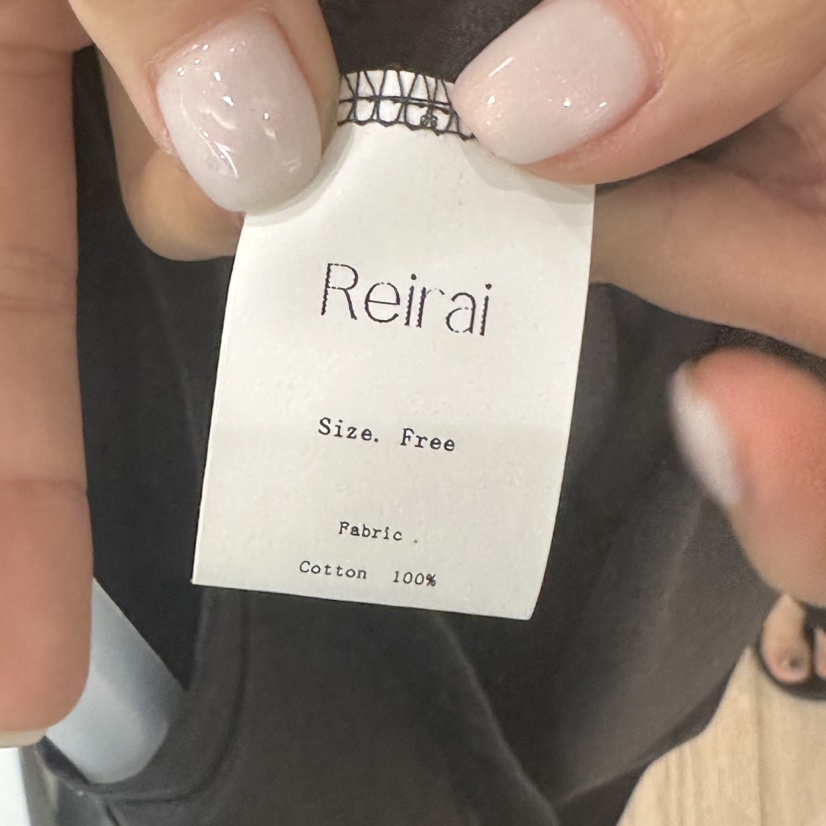 Reirai
Size. Free
Fabric .
Cotton 100%